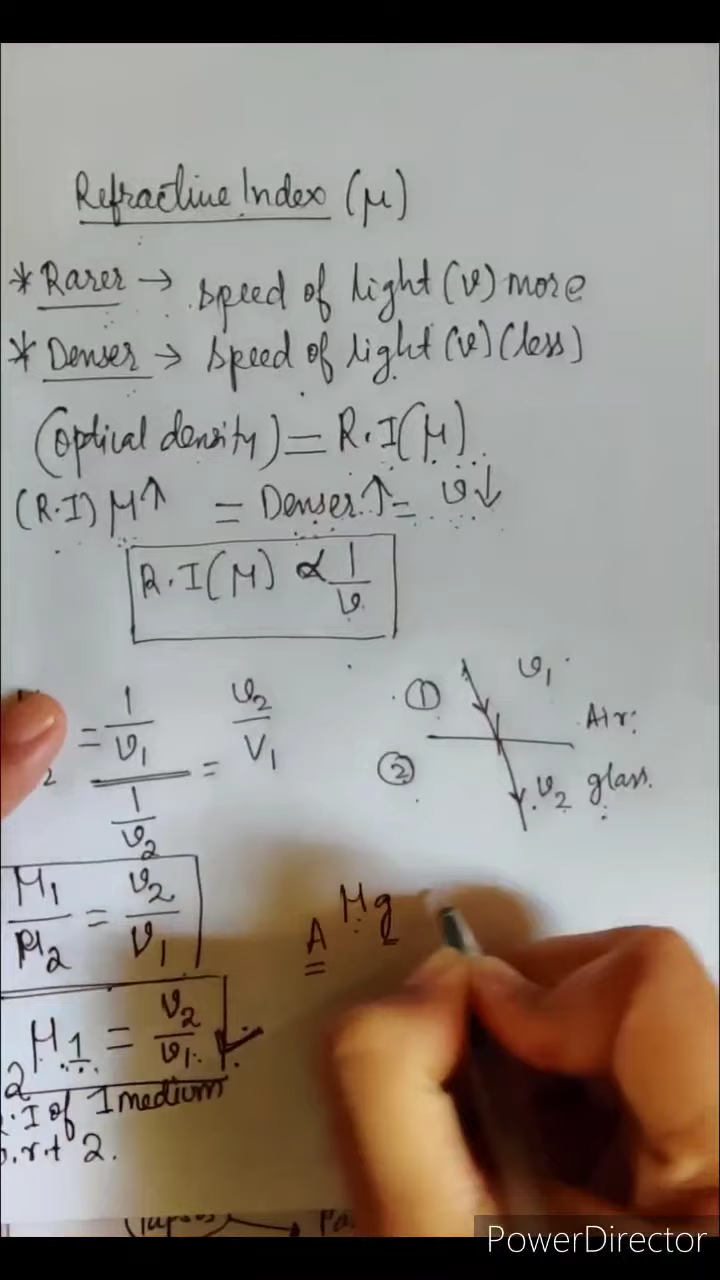 Refractive Index (μ)
* Rarer → speed of light (v) more
* Denser → speed of light (v) (less)
(optical density) = R.I (μ)
(R.I) μ↑ = Denser↑ = v↓
R.I (μ) ∝ 1/v
2 = 1/v1 / 1/v2 = v2/V1
① v1
Air
② v2 glass
μ1/μ2 = v2/v1
A μg
2μ1 = v2/v1 ✓
R.I of 1 medium
w.r.t 2.
PowerDirector